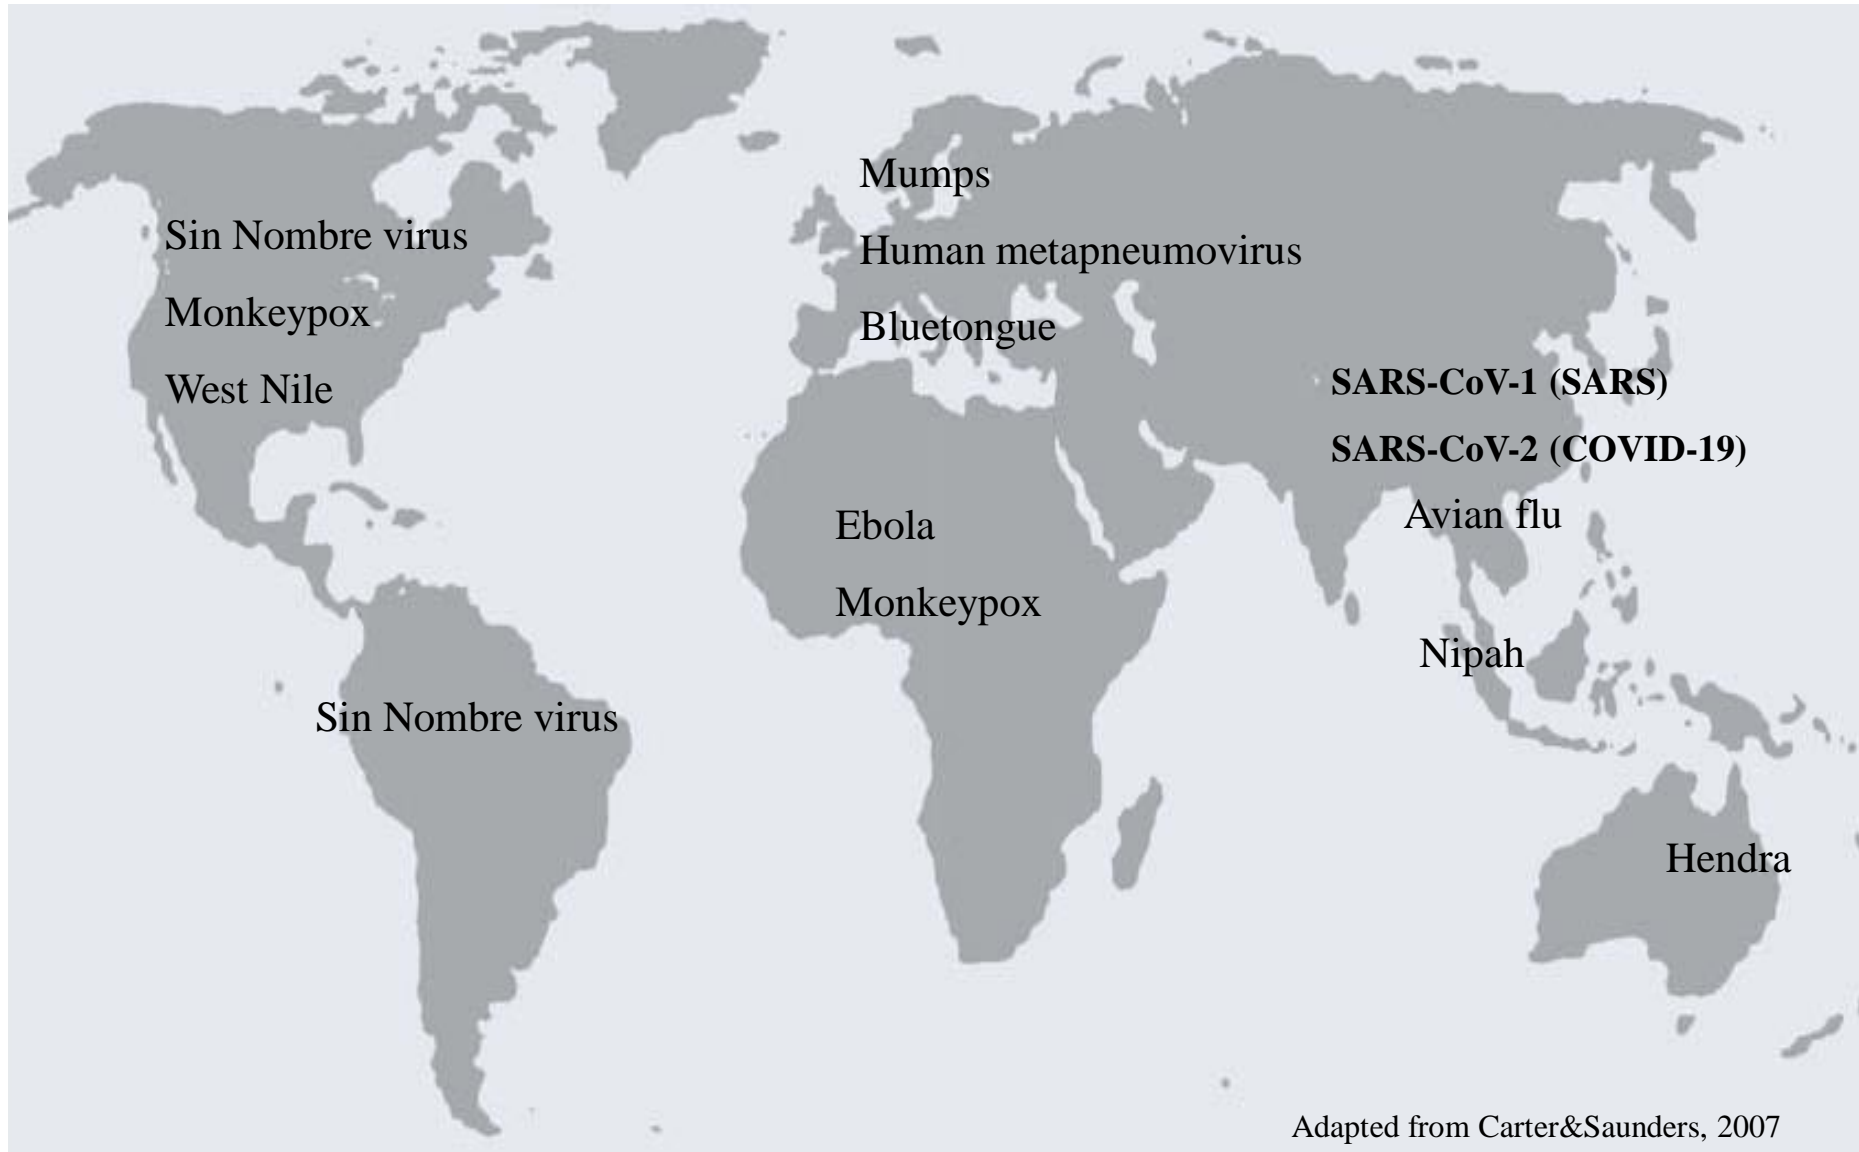 Mumps
Sin Nombre virus
Human metapneumovirus
Monkeypox
Bluetongue
West Nile
SARS-CoV-1 (SARS)
SARS-CoV-2 (COVID-19)
Avian flu
Ebola
Monkeypox
Nipah
Sin Nombre virus
Hendra
Adapted from Carter&Saunders, 2007